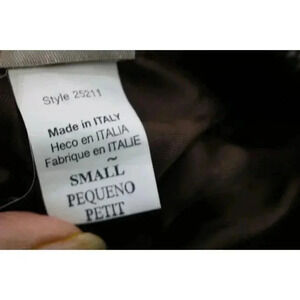 Style 25211
Made in ITALY
Heco en ITALIA
Fabrique en ITALIE
~
SMALL
PEQUENO
PETIT